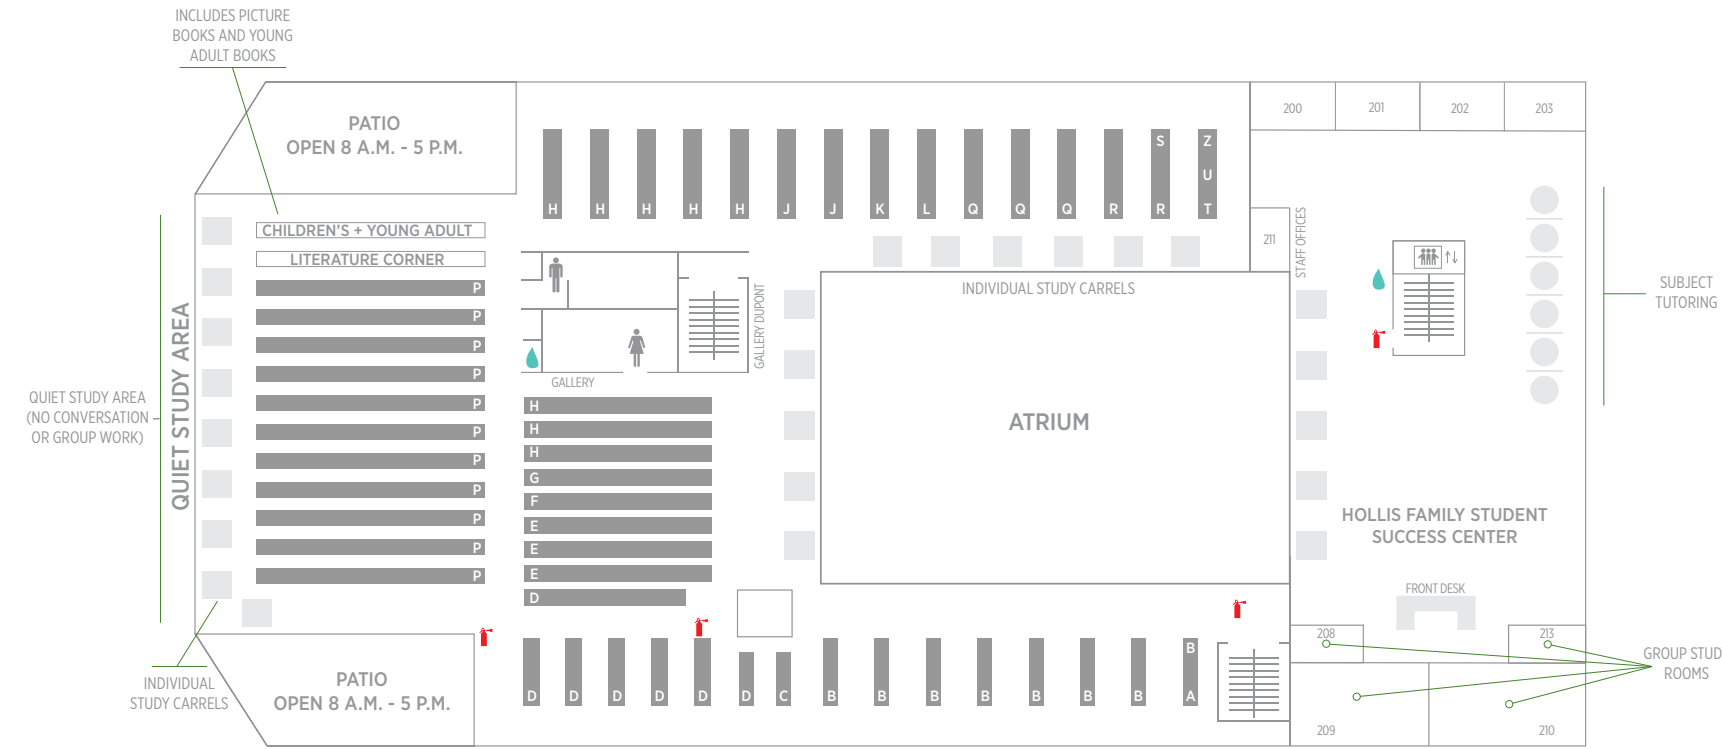 INCLUDES PICTURE
BOOKS AND YOUNG
ADULT BOOKS
PATIO
OPEN 8 A.M. - 5 P.M.
200
201
202
203
S
Z
U
H
H
H
H
H
J
J
K
L
Q
Q
Q
R
R
T
CHILDREN'S + YOUNG ADULT
LITERATURE CORNER
P
P
P
P
P
P
P
P
P
P
P
QUIET STUDY AREA
QUIET STUDY AREA
(NO CONVERSATION
OR GROUP WORK)
GALLERY DUPONT
GALLERY
211
STAFF OFFICES
INDIVIDUAL STUDY CARRELS
ATRIUM
SUBJECT
TUTORING
H
H
H
G
F
E
E
E
D
HOLLIS FAMILY STUDENT
SUCCESS CENTER
FRONT DESK
INDIVIDUAL
STUDY CARRELS
PATIO
OPEN 8 A.M. - 5 P.M.
B
D
D
D
D
D
D
C
B
B
B
B
B
B
B
A
208
213
209
210
GROUP STUD
ROOMS